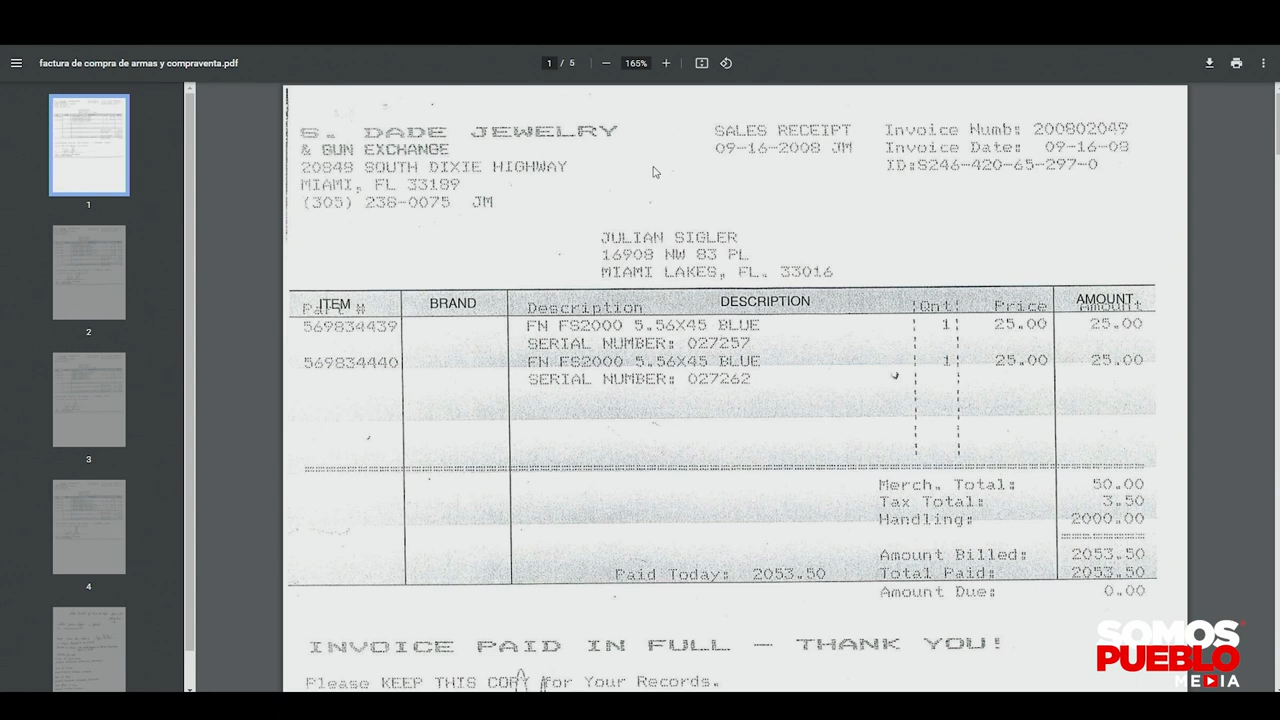 factura de compra de armas y compraventa.pdf
1 / 5
165%
S. DADE JEWELRY
& GUN EXCHANGE
20848 SOUTH DIXIE HIGHWAY
MIAMI, FL 33189
(305) 238-0075 JM
SALES RECEIPT
09-16-2008 JM
Invoice Numb: 200802049
Invoice Date: 09-16-08
ID:S246-420-65-297-0
JULIAN SIGLER
16908 NW 83 PL
MIAMI LAKES, FL. 33016
ITEM BRAND DESCRIPTION AMOUNT
Part # Description Qnt Price Amount
569834439 FN FS2000 5.56X45 BLUE 1 25.00 25.00
SERIAL NUMBER: 027257
569834440 FN FS2000 5.56X45 BLUE 1 25.00 25.00
SERIAL NUMBER: 027262
Merch. Total: 50.00
Tax Total: 3.50
Handling: 2000.00
Amount Billed: 2053.50
Paid Today: 2053.50 Total Paid: 2053.50
Amount Due: 0.00
INVOICE PAID IN FULL - THANK YOU!
Please KEEP THIS COPY for Your Records.
1
2
3
4
SOMOS
PUEBLO
MEDIA